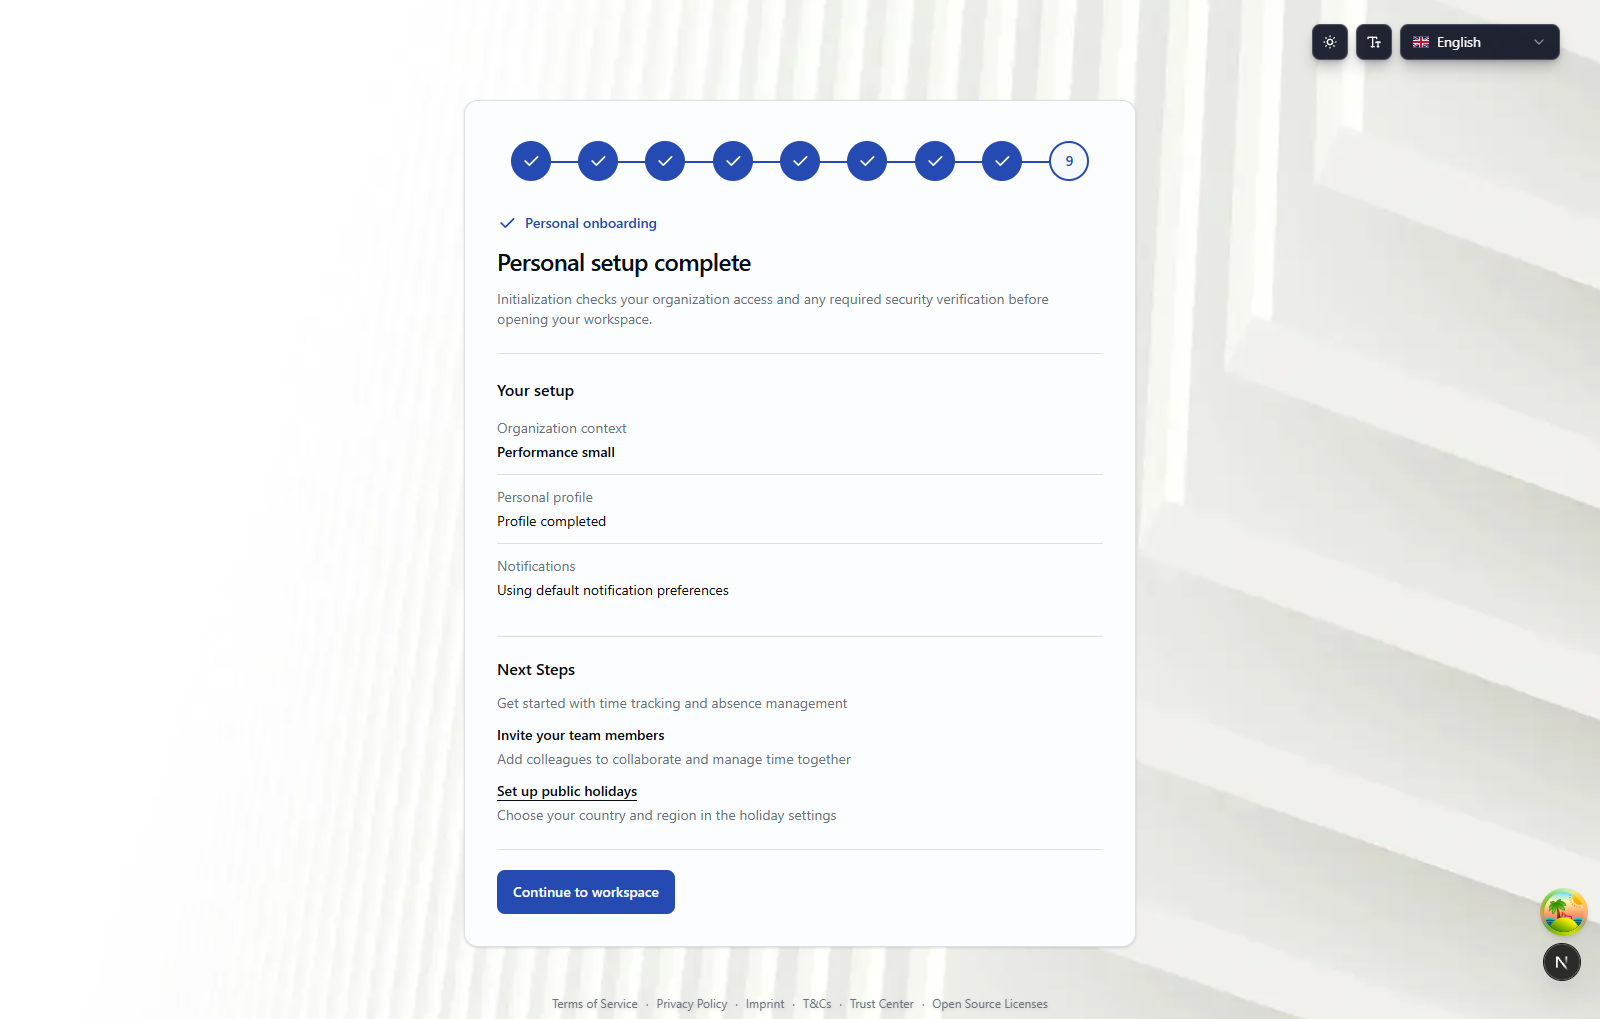 English
9
Personal onboarding
Personal setup complete
Initialization checks your organization access and any required security verification before
opening your workspace.
Your setup
Organization context
Performance small
Personal profile
Profile completed
Notifications
Using default notification preferences
Next Steps
Get started with time tracking and absence management
Invite your team members
Add colleagues to collaborate and manage time together
Set up public holidays
Choose your country and region in the holiday settings
Continue to workspace
N
Terms of Service · Privacy Policy · Imprint · T&Cs · Trust Center · Open Source Licenses